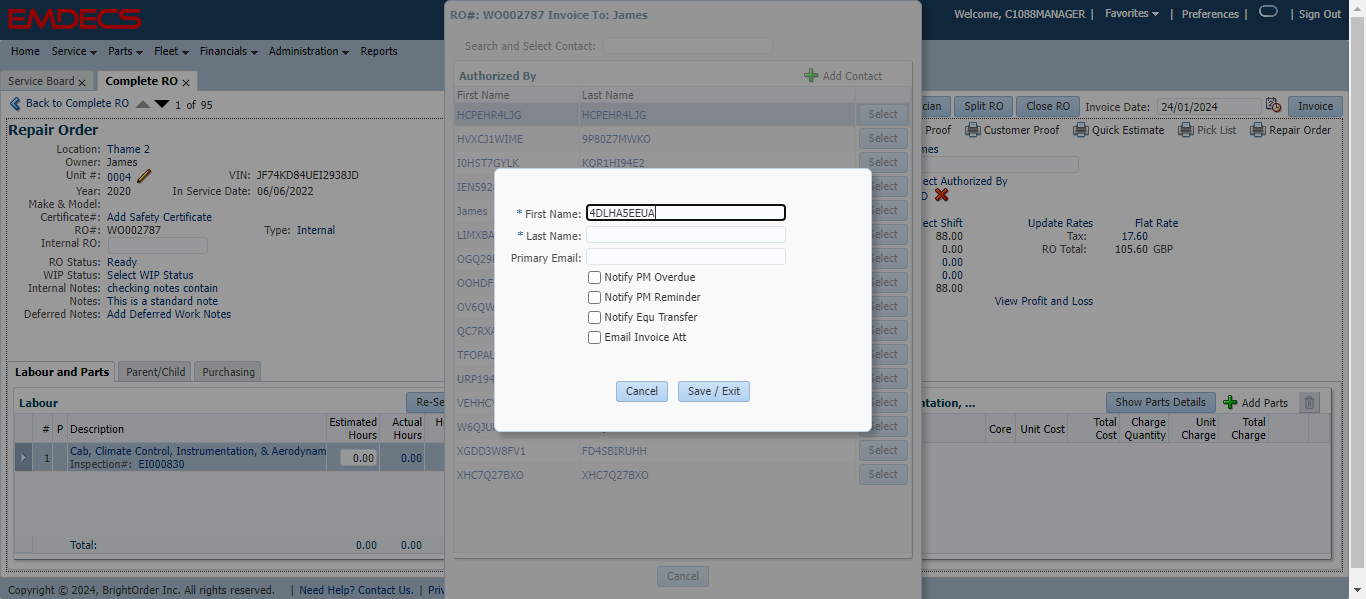 EMDECS
Welcome, C1088MANAGER | Favorites | Preferences | | Sign Out
Home Service Parts Fleet Financials Administration Reports
Service Board x Complete RO x
Back to Complete RO 1 of 95
cian Split RO Close RO Invoice Date: 24/01/2024 Invoice
Proof Customer Proof Quick Estimate Pick List Repair Order
Repair Order
Location: Thame 2
Owner: James
Unit #: 0004 VIN: JF74KD84UEI2938JD
Year: 2020 In Service Date: 06/06/2022
Make & Model:
Certificate#: Add Safety Certificate
RO#: WO002787 Type: Internal
Internal RO:
RO Status: Ready
WIP Status: Select WIP Status
Internal Notes: checking notes contain
Notes: This is a standard note
Deferred Notes: Add Deferred Work Notes
mes
ect Authorized By
ect Shift Update Rates Flat Rate
88.00 Tax: 17.60
0.00 RO Total: 105.60 GBP
0.00
0.00
88.00
View Profit and Loss
Labour and Parts Parent/Child Purchasing
Labour Re-Se
# P Description Estimated Hours Actual Hours H
1 Cab, Climate Control, Instrumentation, & Aerodynam 0.00 0.00
Inspection#: EI000830
Total: 0.00 0.00
ntation, ... Show Parts Details Add Parts
Core Unit Cost Total Cost Charge Quantity Unit Charge Total Charge
RO#: WO002787 Invoice To: James
Search and Select Contact:
Authorized By Add Contact
First Name Last Name
HCPEHR4LJG HCPEHR4LJG Select
HVXCJ1WIME 9P80Z7MWKO Select
I0HST7GYLK KQR1HI94E2 Select
IEN592 elect
James elect
LIMXBA elect
OGQ29 elect
OOHDF elect
OV6QW elect
QC7RXA elect
TFOPAU elect
URP194 elect
VEHHC elect
W6QJU Select
XGDD3W8FV1 FD4SBIRUHH Select
XHC7Q27BXO XHC7Q27BXO Select
Cancel
* First Name: 4DLHA5EEUA
* Last Name:
Primary Email:
Notify PM Overdue
Notify PM Reminder
Notify Equ Transfer
Email Invoice Att
Cancel Save / Exit
Copyright © 2024, BrightOrder Inc. All rights reserved. | Need Help? Contact Us. | Priv